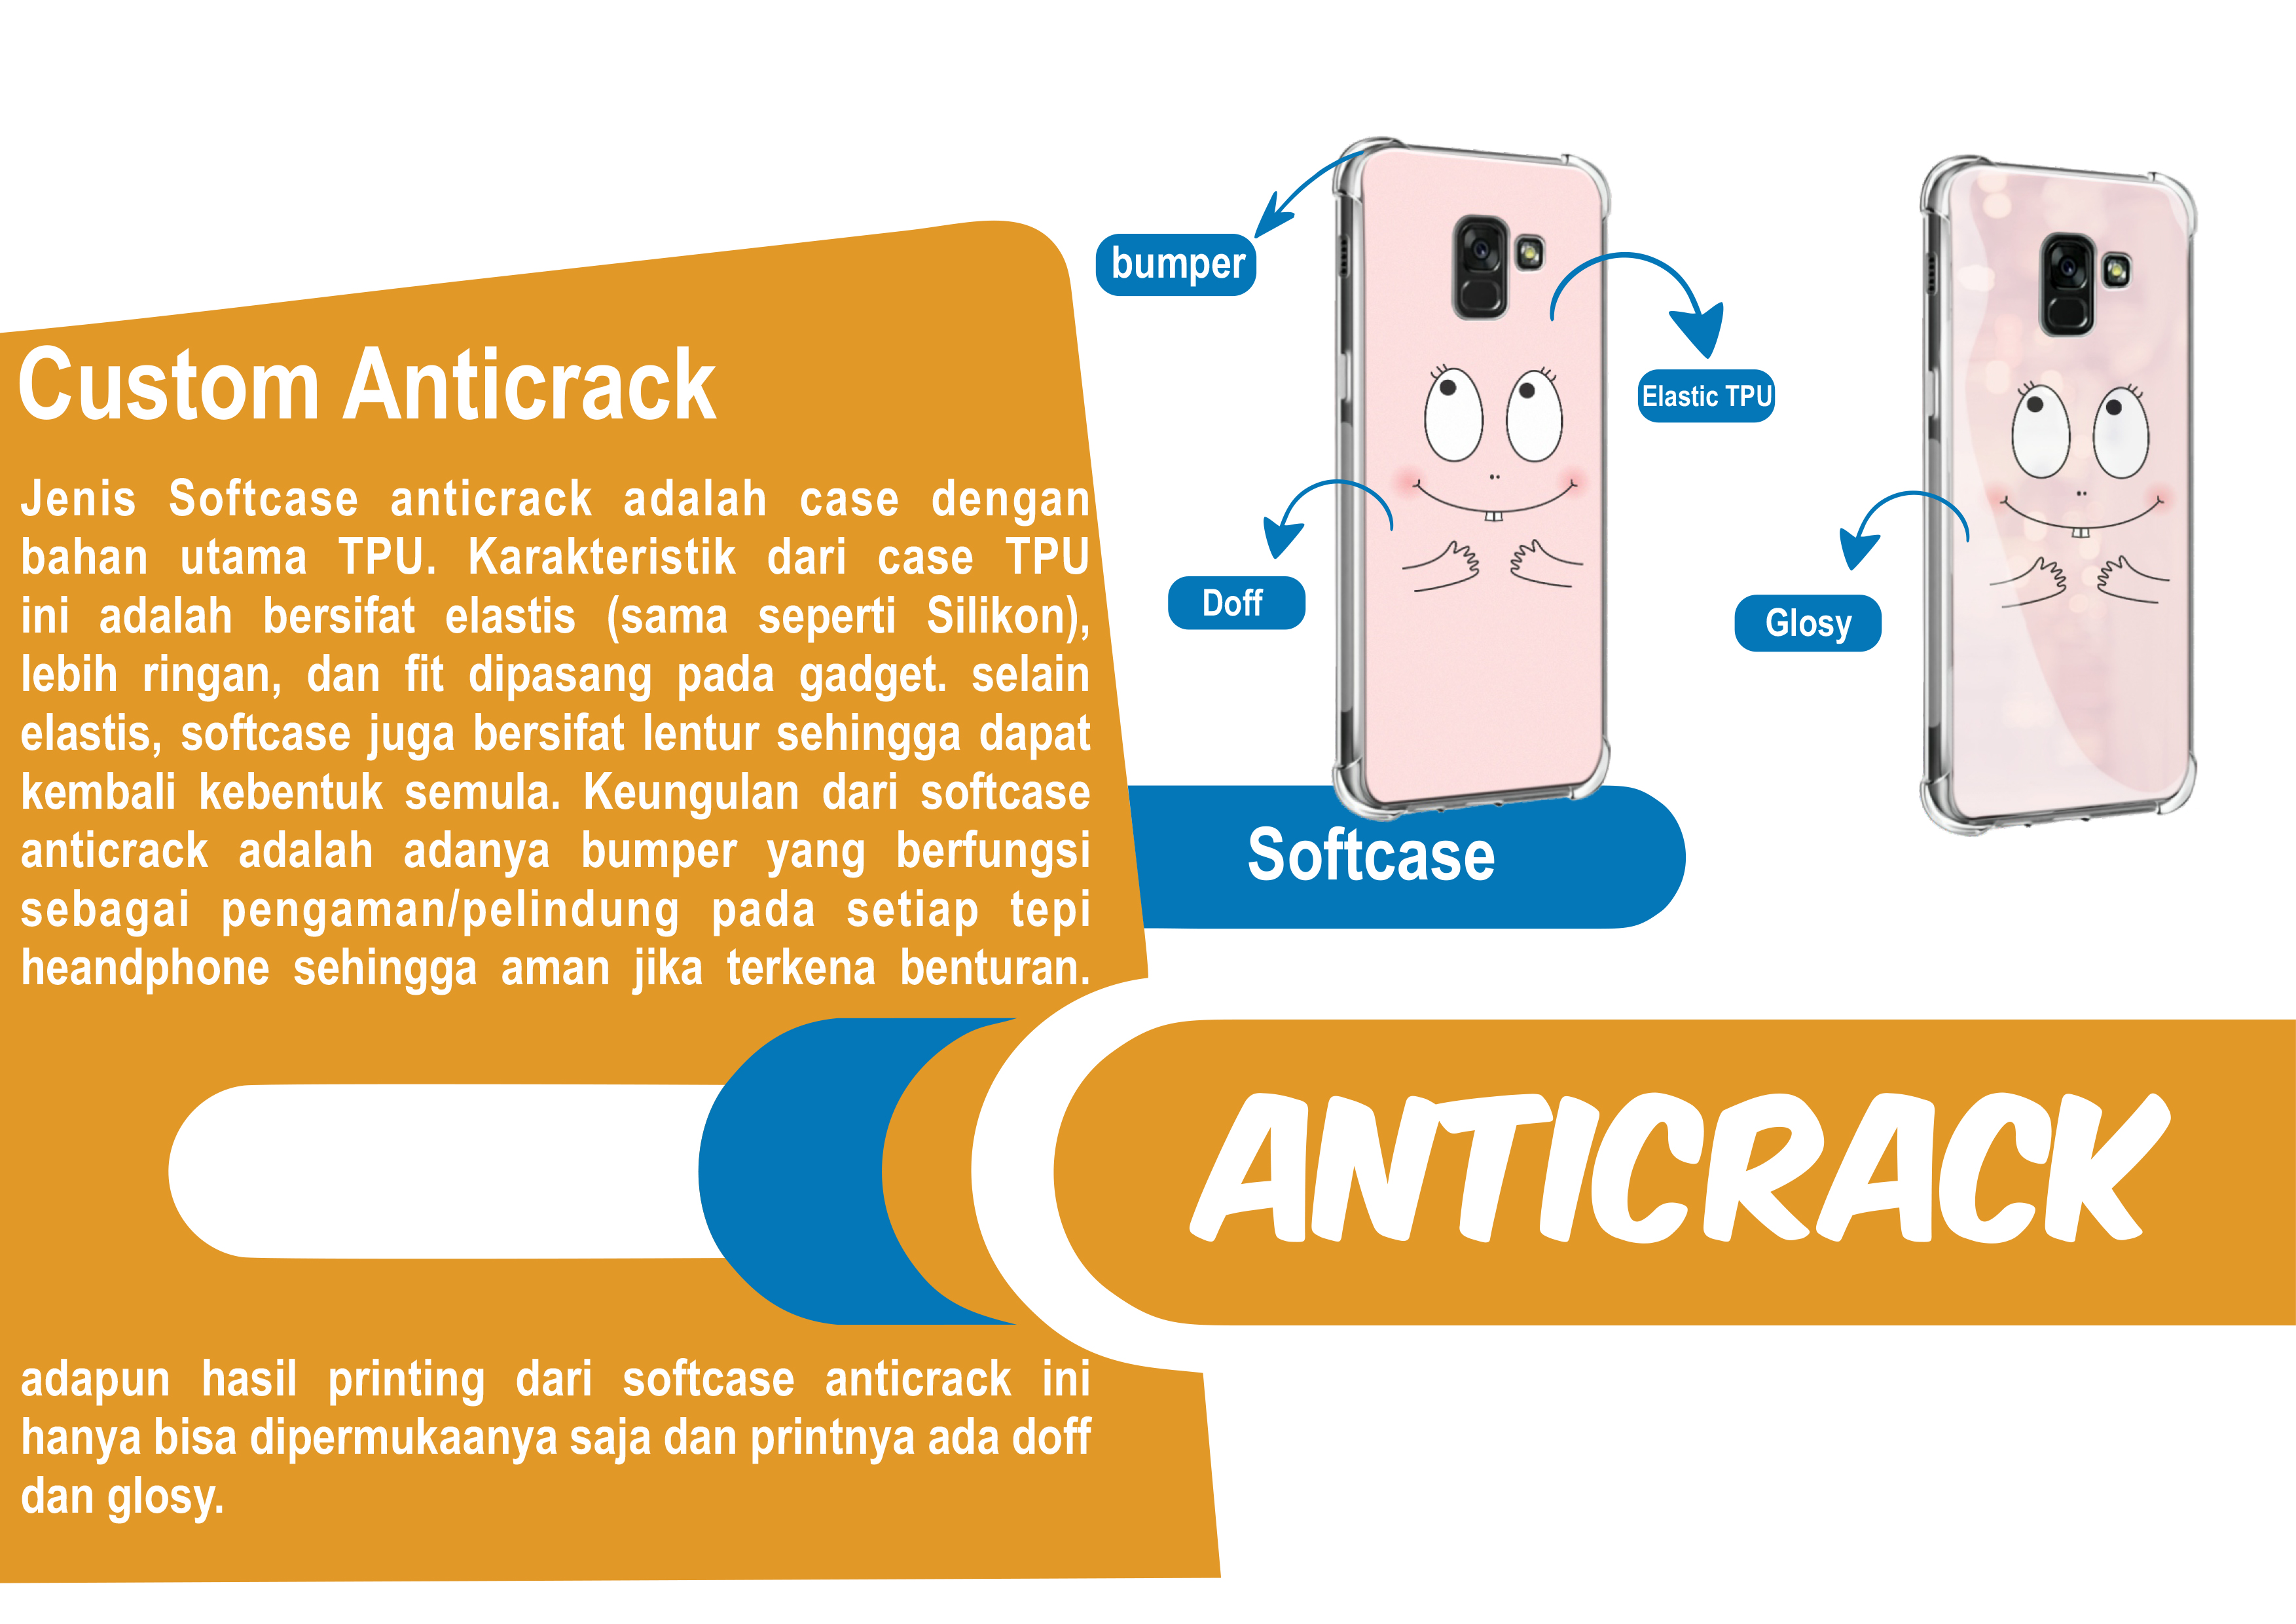 Custom Anticrack
Jenis Softcase anticrack adalah case dengan
bahan utama TPU. Karakteristik dari case TPU
ini adalah bersifat elastis (sama seperti Silikon),
lebih ringan, dan fit dipasang pada gadget. selain
elastis, softcase juga bersifat lentur sehingga dapat
kembali kebentuk semula. Keungulan dari softcase
anticrack adalah adanya bumper yang berfungsi
sebagai pengaman/pelindung pada setiap tepi
heandphone sehingga aman jika terkena benturan.
adapun hasil printing dari softcase anticrack ini
hanya bisa dipermukaanya saja dan printnya ada doff
dan glosy.
bumper
Elastic TPU
Doff
Glosy
Softcase
ANTICRACK